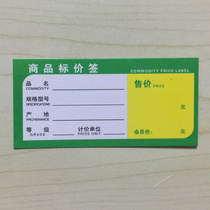 商品标价签
COMMODITY PRICE LABEL
品名
COMMODITY
售价 PRICE
规格型号
SPECIFICATIONS
元
产地
PROVENANCE
等级 计价单位
GRADE PRICE UNIT
会员价: 元